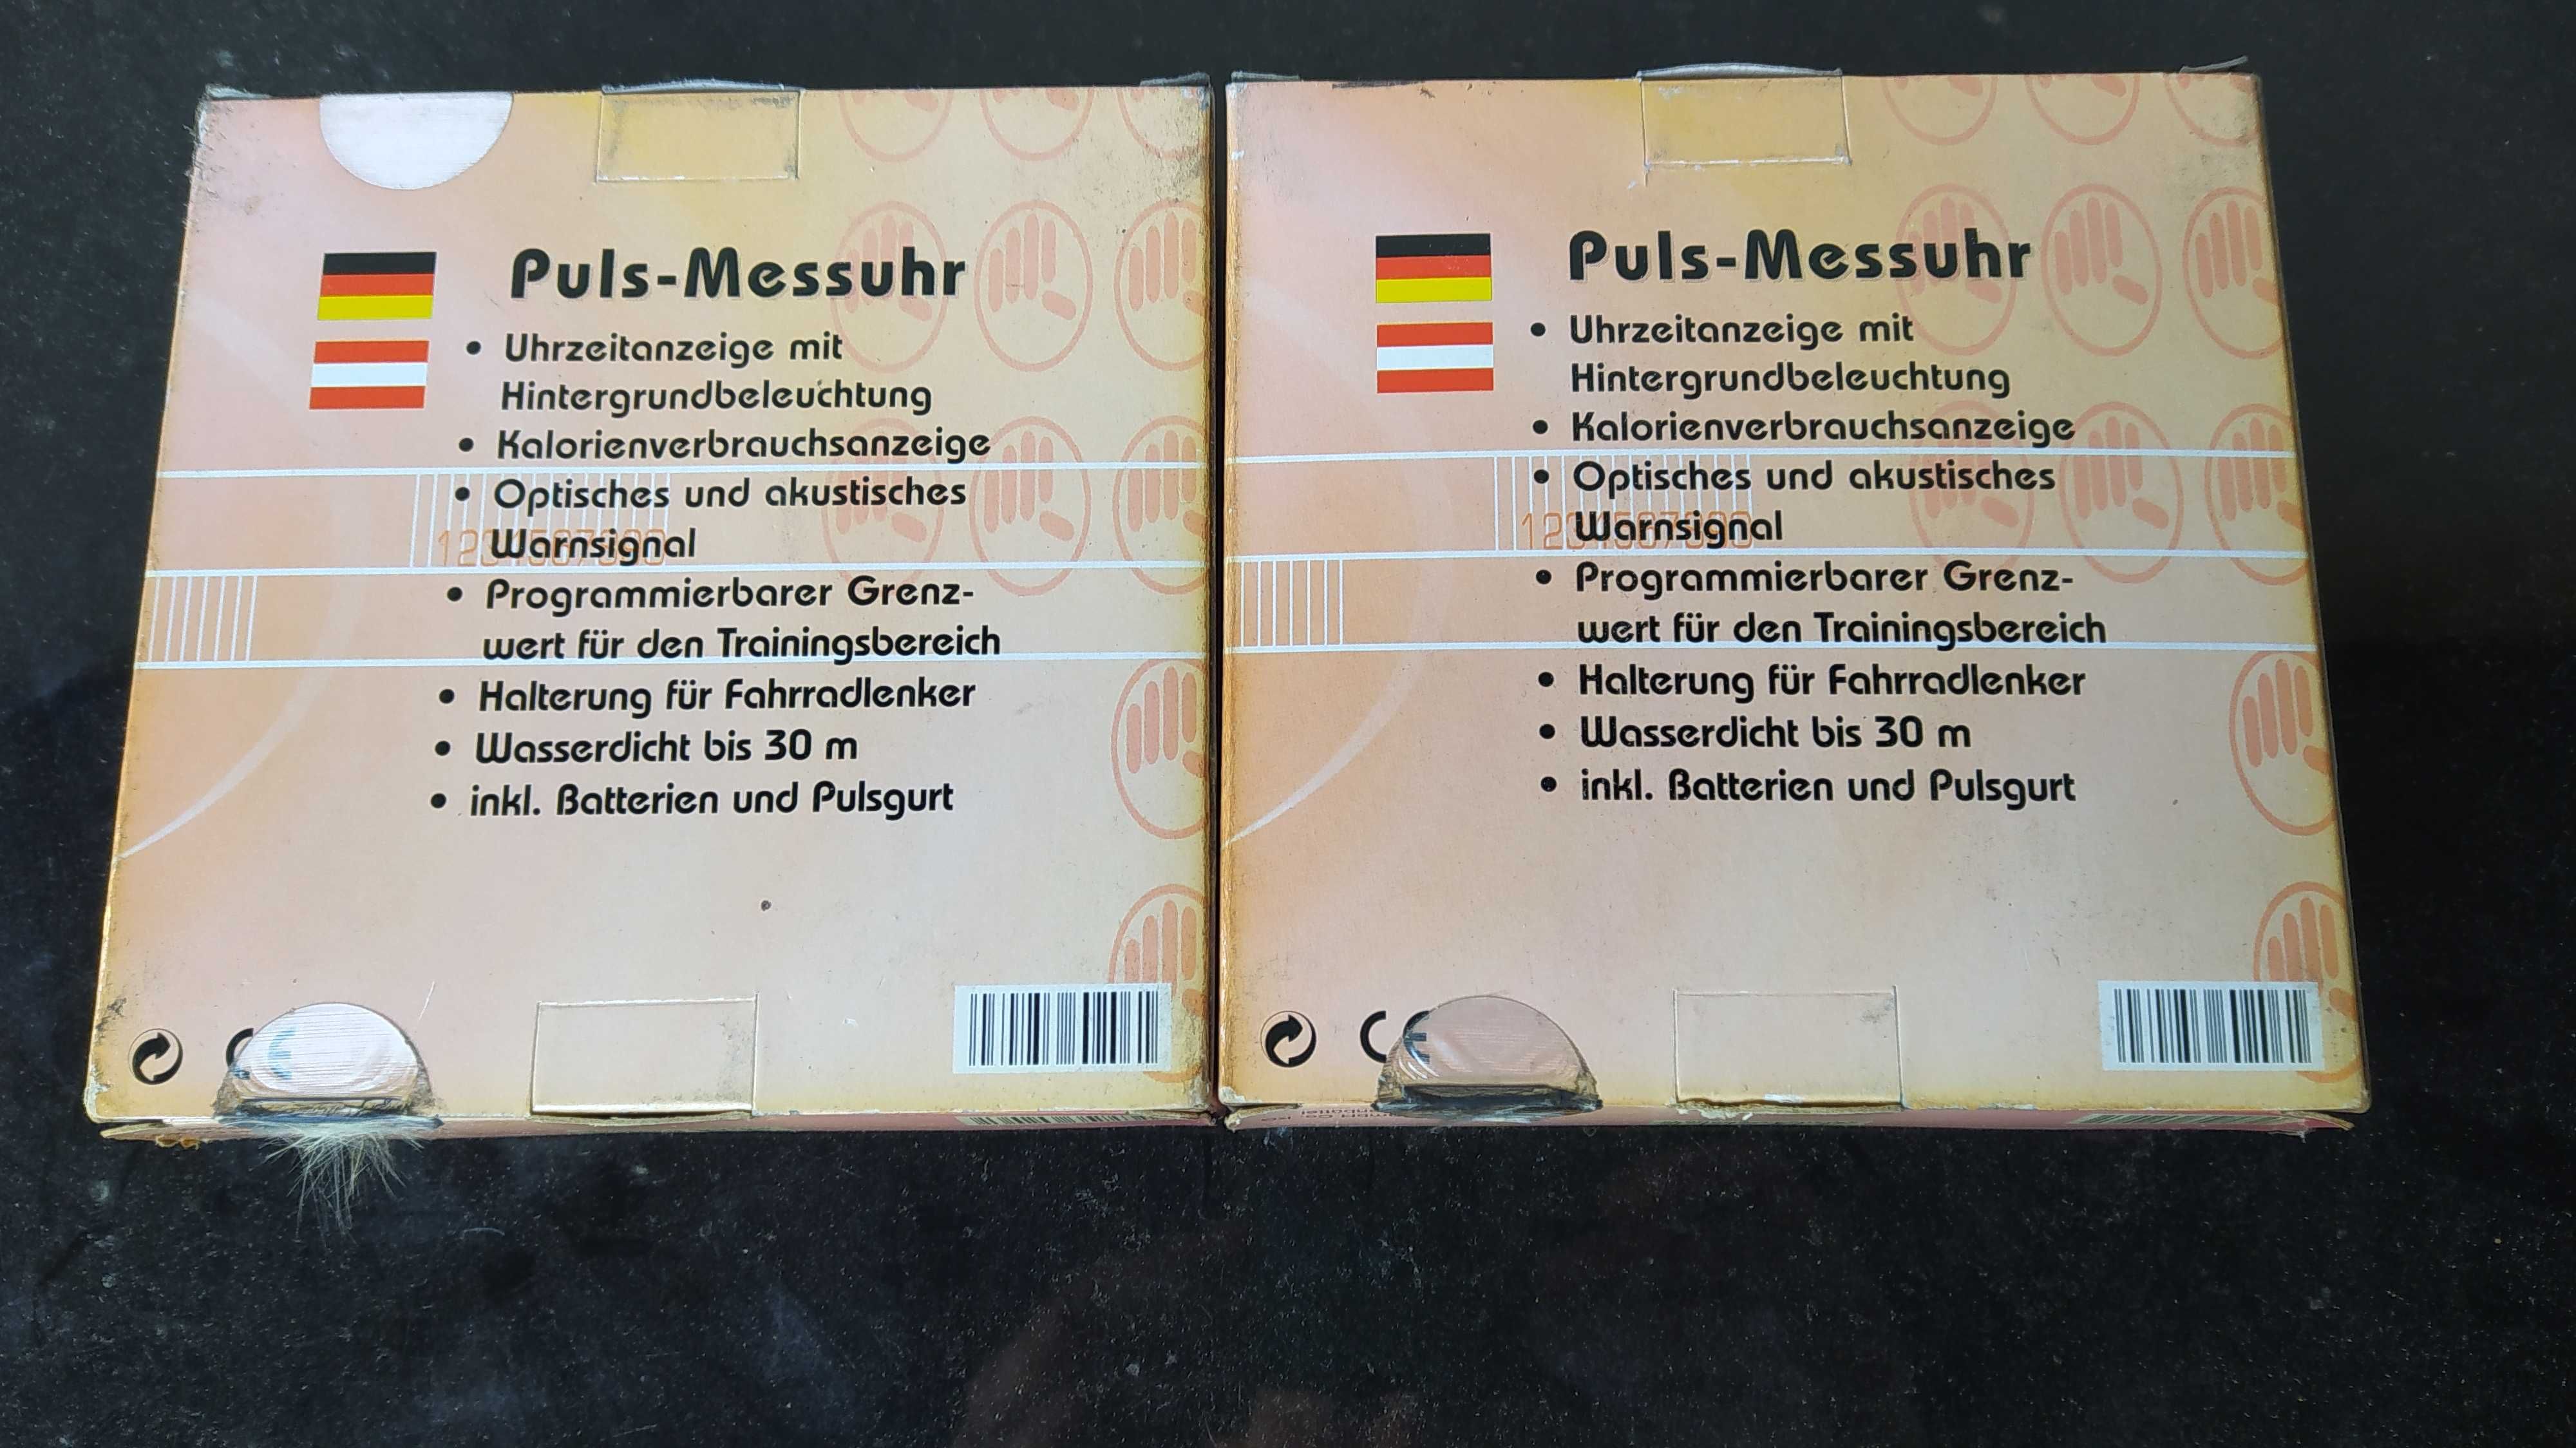 Puls-Messuhr
• Uhrzeitanzeige mit
Hintergrundbeleuchtung
• Kalorienverbrauchsanzeige
• Optisches und akustisches
Warnsignal
• Programmierbarer Grenz-
wert für den Trainingsbereich
• Halterung für Fahrradlenker
• Wasserdicht bis 30 m
• inkl. Batterien und Pulsgurt
CE
Puls-Messuhr
• Uhrzeitanzeige mit
Hintergrundbeleuchtung
• Kalorienverbrauchsanzeige
• Optisches und akustisches
Warnsignal
• Programmierbarer Grenz-
wert für den Trainingsbereich
• Halterung für Fahrradlenker
• Wasserdicht bis 30 m
• inkl. Batterien und Pulsgurt
CE